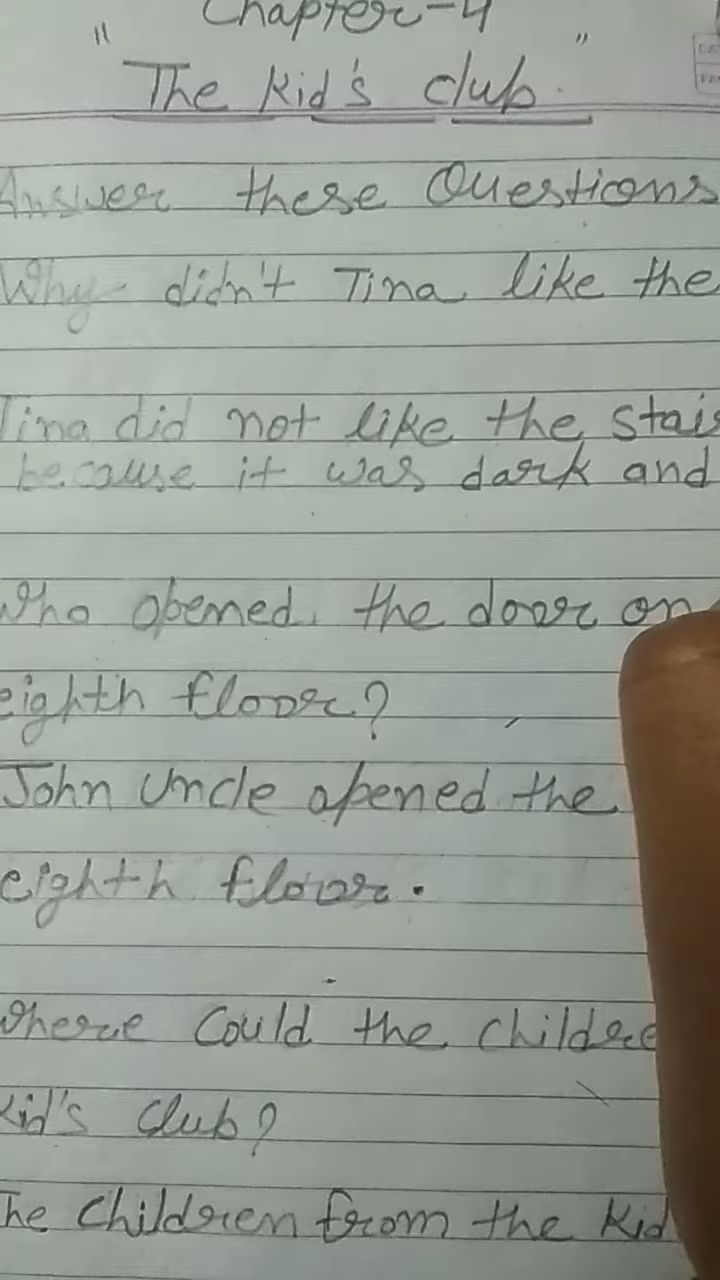 Chapter-4
" The Kid's club "
Answer these Questions
Why didn't Tina like the
Tina did not like the stais
because it was dark and
Who opened the door on
eighth floor?
John Uncle opened the
eighth floor.
Where Could the Childre
Kid's Club?
The Children from the Kid